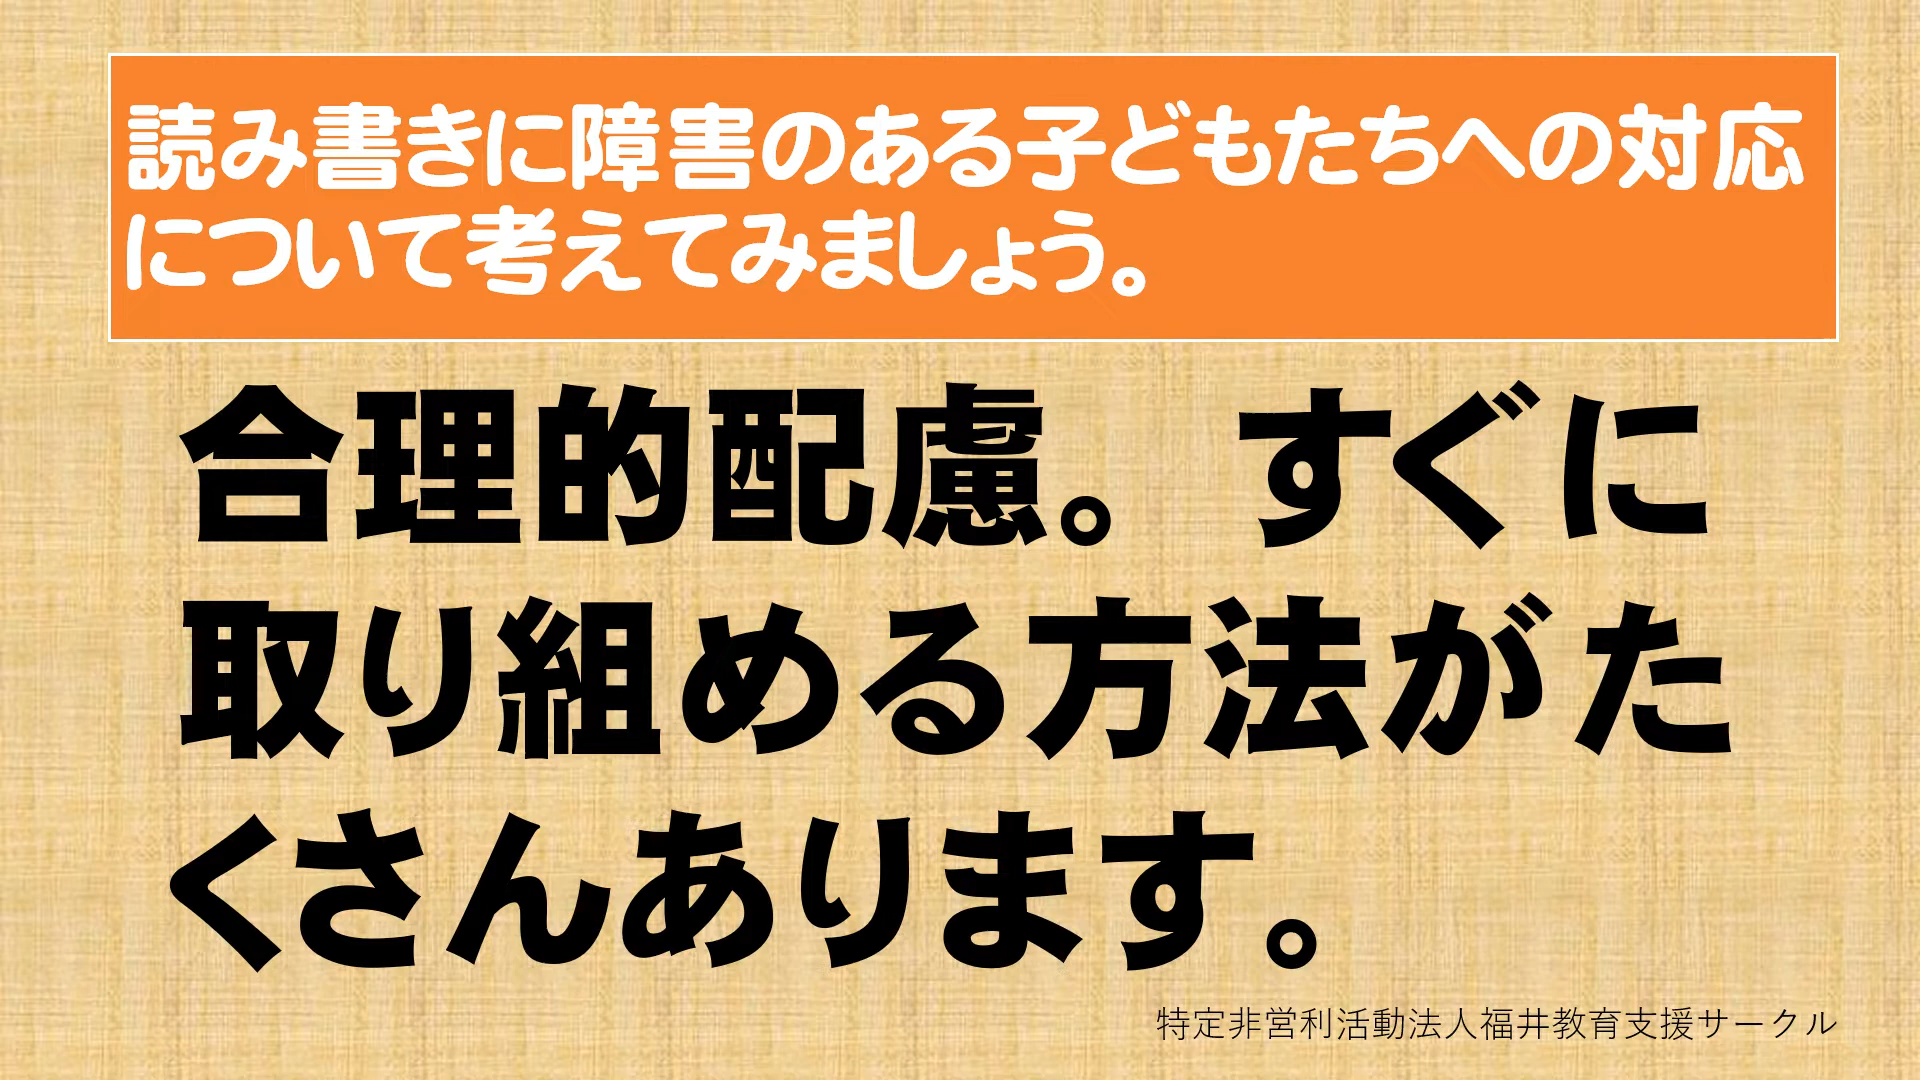 読み書きに障害のある子どもたちへの対応
について考えてみましょう。
合理的配慮。　すぐに
取り組める方法がた
くさんあります。
特定非営利活動法人福井教育支援サークル